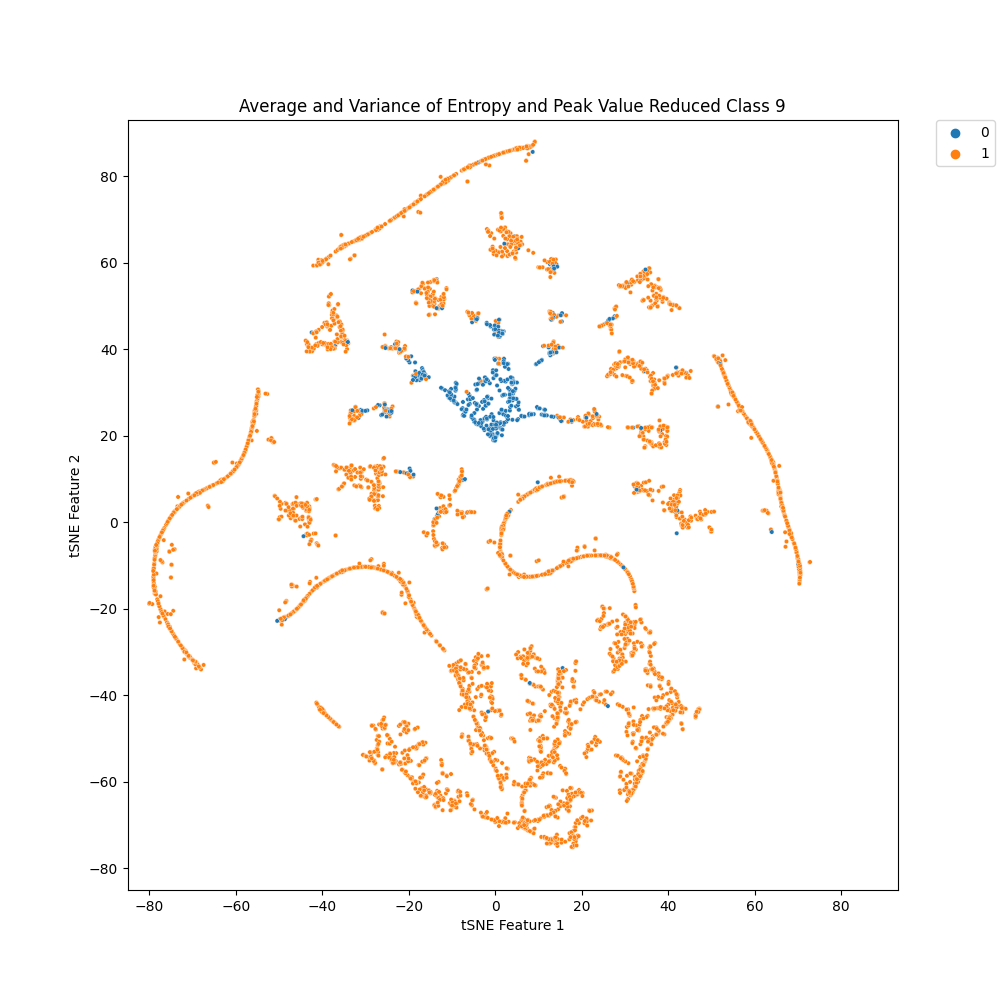 Average and Variance of Entropy and Peak Value Reduced Class 9
0
1
80
60
40
20
0
−20
−40
−60
−80
tSNE Feature 2
−80 −60 −40 −20 0 20 40 60 80
tSNE Feature 1